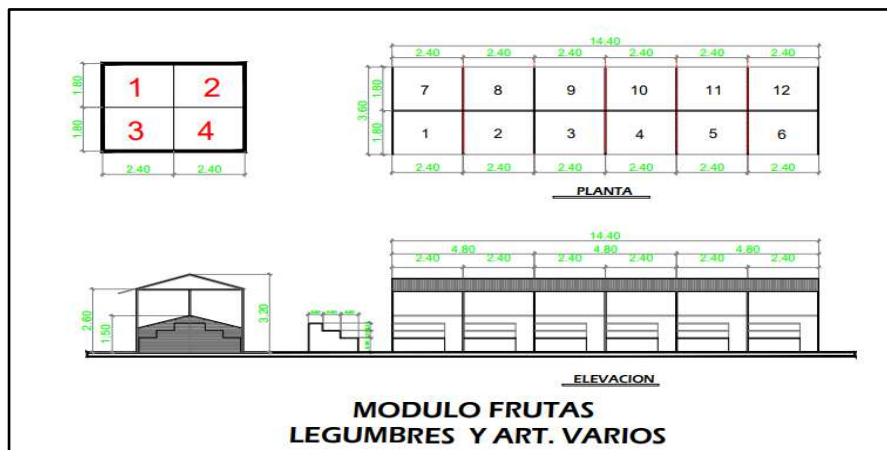 14.40
2.40 2.40 2.40 2.40 2.40 2.40
1.80 1 2
1.80 3 4
2.40 2.40
3.60
1.80 7 8 9 10 11 12
1.80 1 2 3 4 5 6
2.40 2.40 2.40 2.40 2.40 2.40
PLANTA
14.40
4.80 4.80 4.80
2.40 2.40 2.40 2.40 2.40 2.40
2.60
1.50
3.20
ELEVACION
MODULO FRUTAS
LEGUMBRES Y ART. VARIOS